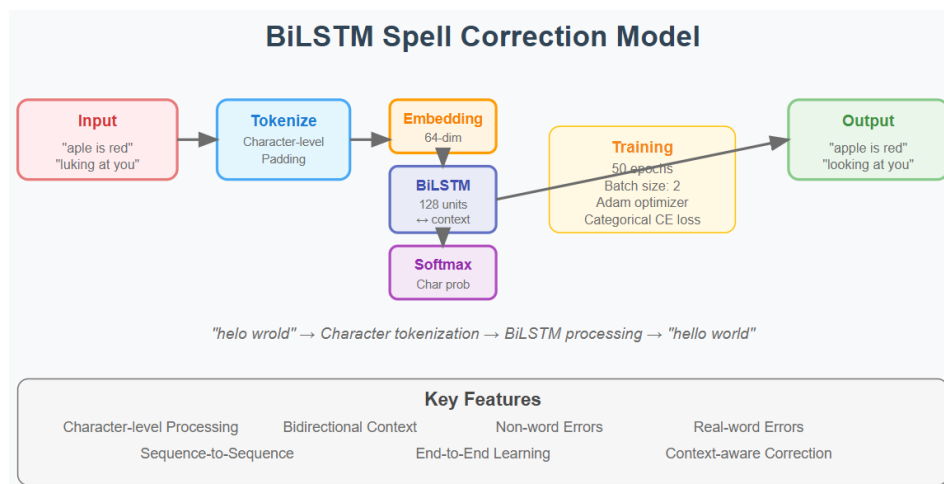 BiLSTM Spell Correction Model
Input
"aple is red"
"luking at you"
Tokenize
Character-level
Padding
Embedding
64-dim
BiLSTM
128 units
↔ context
Softmax
Char prob
Training
50 epochs
Batch size: 2
Adam optimizer
Categorical CE loss
Output
"apple is red"
"looking at you"
"helo wrold" → Character tokenization → BiLSTM processing → "hello world"
Key Features
Character-level Processing Bidirectional Context Non-word Errors Real-word Errors
Sequence-to-Sequence End-to-End Learning Context-aware Correction